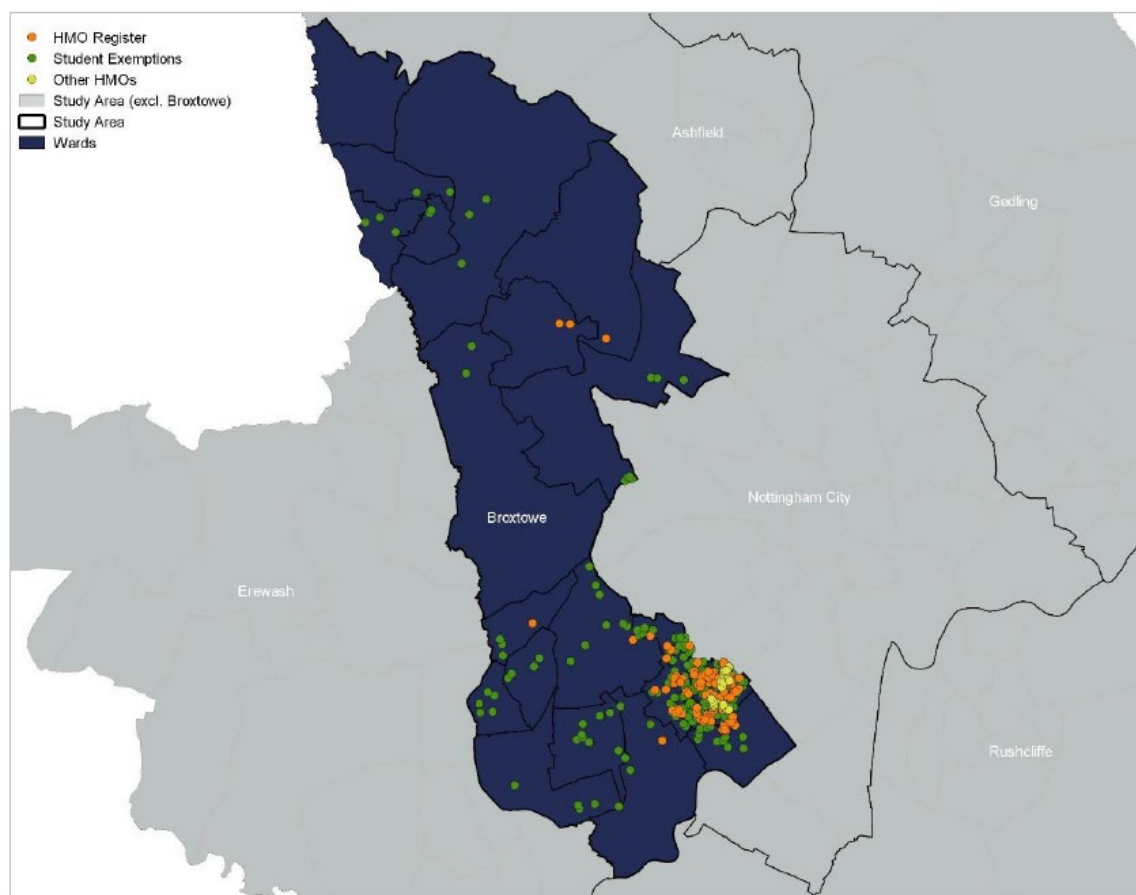 HMO Register
Student Exemptions
Other HMOs
Study Area (excl. Broxtowe)
Study Area
Wards
Ashfield
Gedling
Nottingham City
Broxtowe
Erewash
Rushcliffe